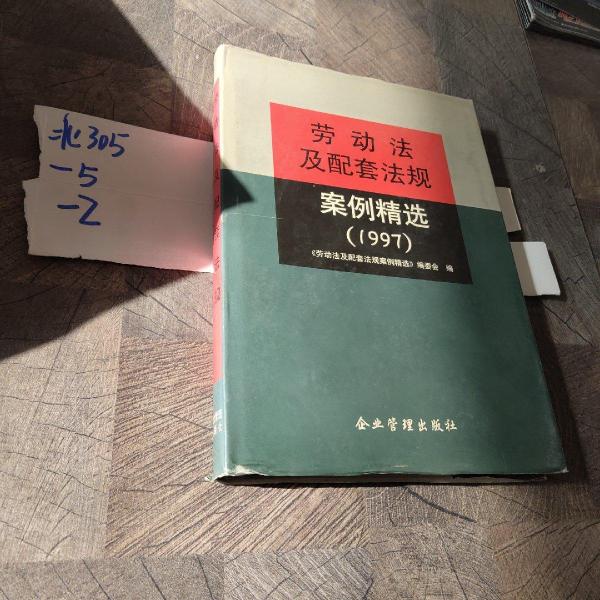 北305
-5
-2
劳动法
及配套法规
案例精选
(1997)
《劳动法及配套法规案例精选》编委会 编
企业管理出版社